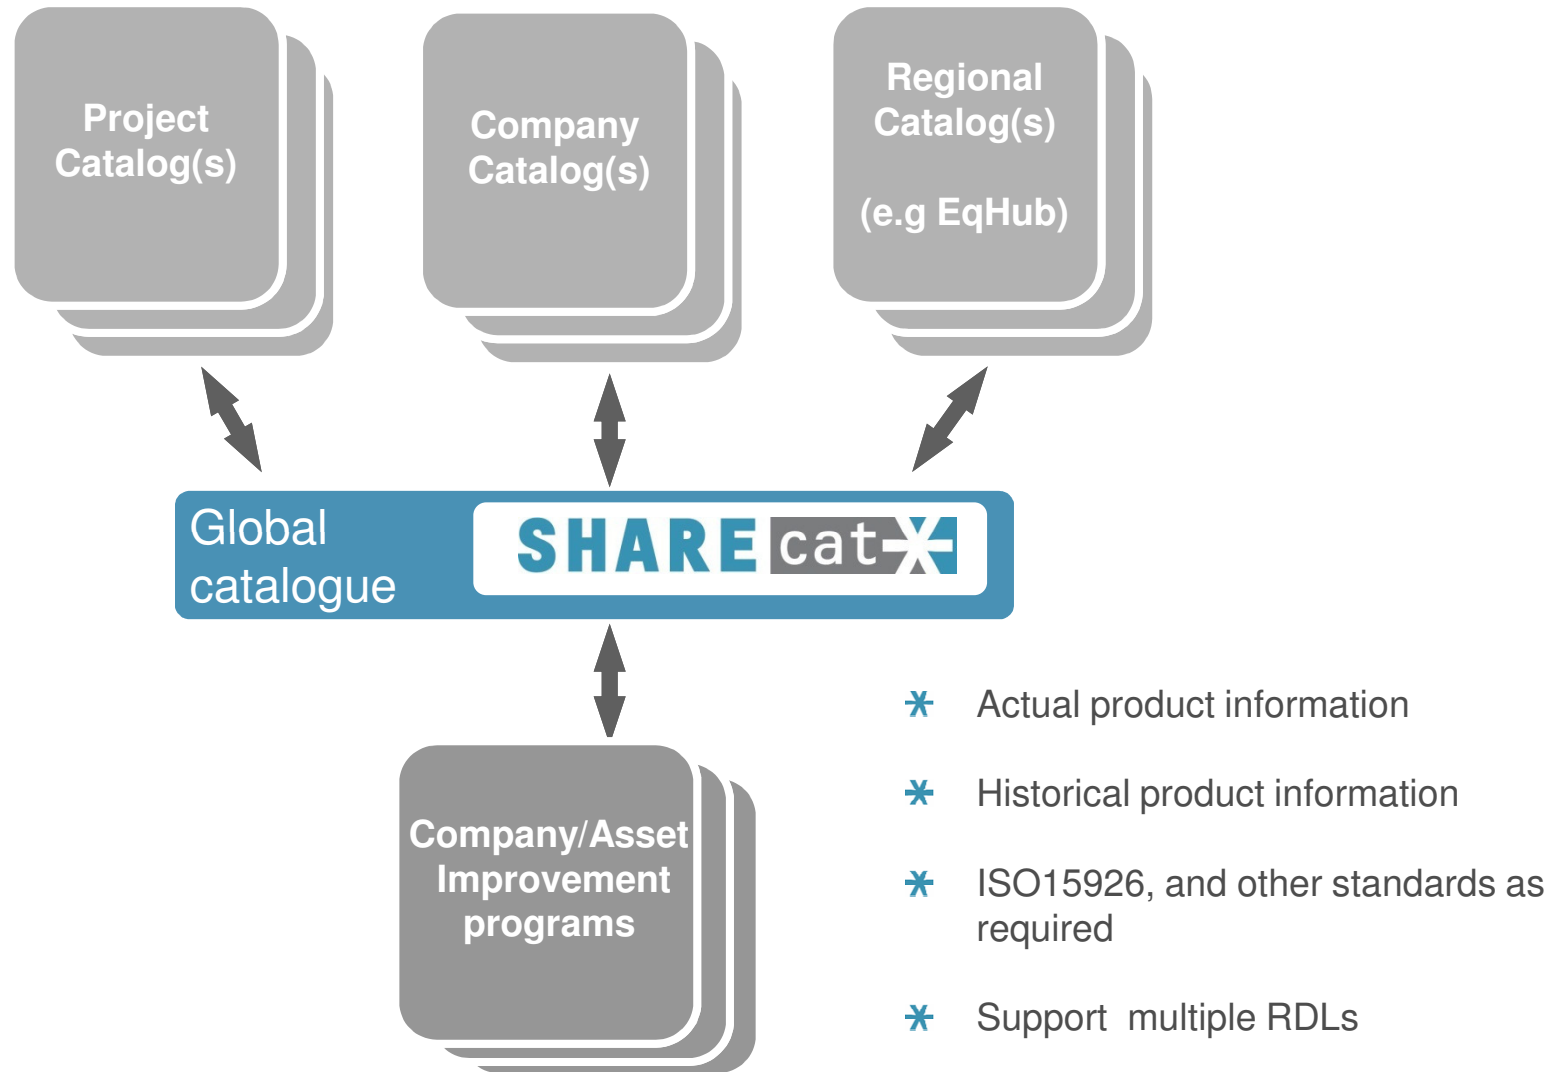 Project
Catalog(s)
Company
Catalog(s)
Regional
Catalog(s)
(e.g EqHub)
Global
catalogue
SHARE cat
Company/Asset
Improvement
programs
Actual product information
Historical product information
ISO15926, and other standards as
required
Support multiple RDLs